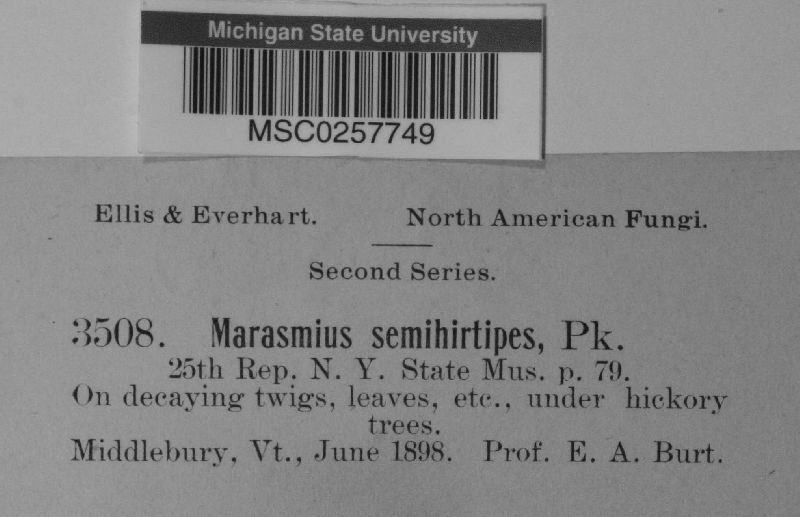 Michigan State University
MSC0257749
Ellis & Everhart. North American Fungi.
Second Series.
3508. Marasmius semihirtipes, Pk.
25th Rep. N. Y. State Mus. p. 79.
On decaying twigs, leaves, etc., under hickory
trees.
Middlebury, Vt., June 1898. Prof. E. A. Burt.